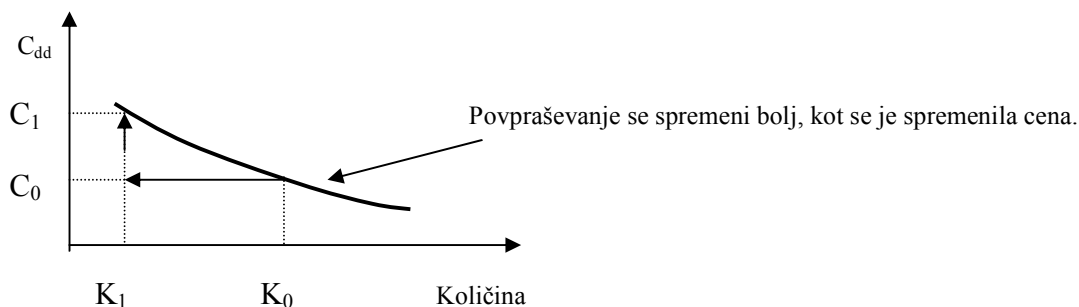 C_dd
C_1
Povpraševanje se spremeni bolj, kot se je spremenila cena.
C_0
K_1 K_0 Količina